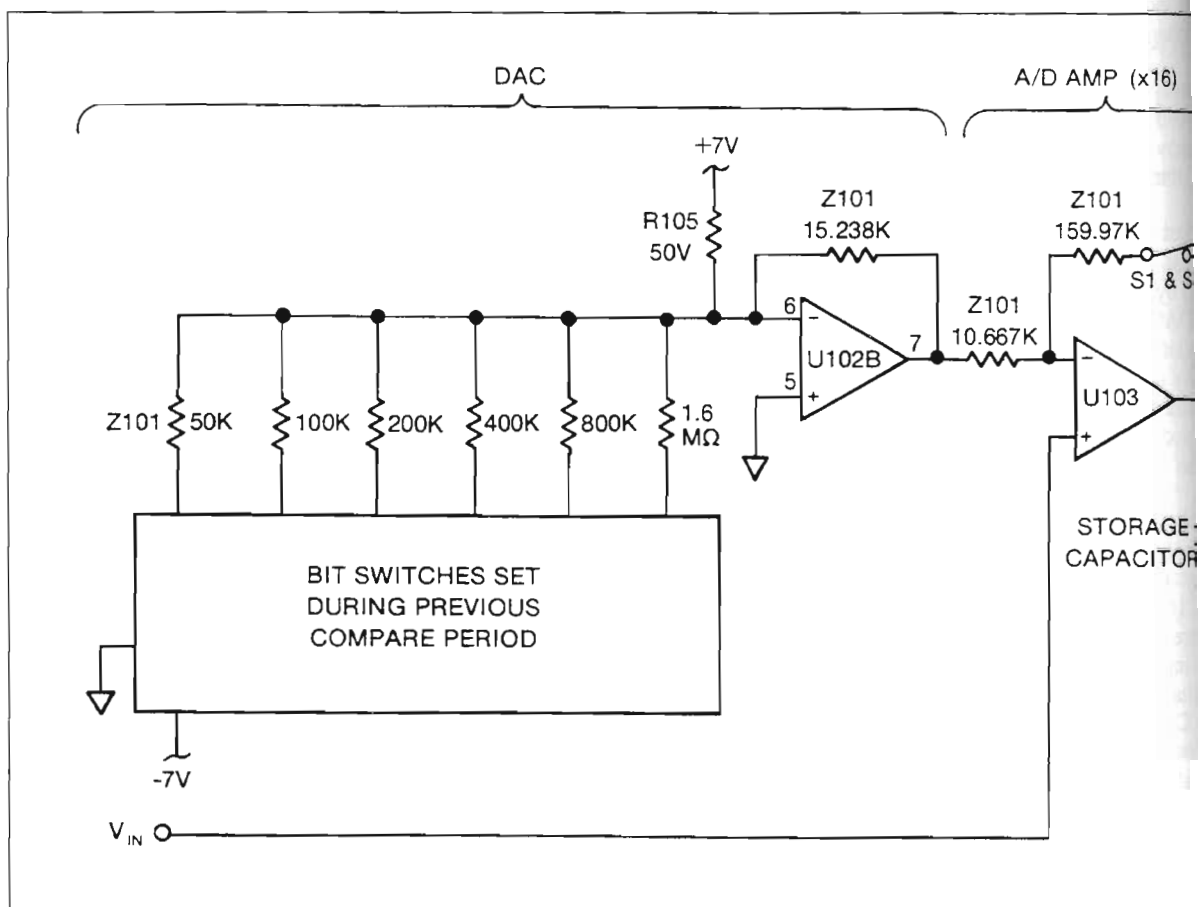 DAC
A/D AMP (x16)
+7V
R105
50V
Z101
15.238K
Z101
159.97K
S1 & S
6
−
5
+
7
U102B
Z101
10.667K
−
+
U103
Z101
50K
100K
200K
400K
800K
1.6
MΩ
BIT SWITCHES SET
DURING PREVIOUS
COMPARE PERIOD
STORAGE
CAPACITOR
-7V
VIN